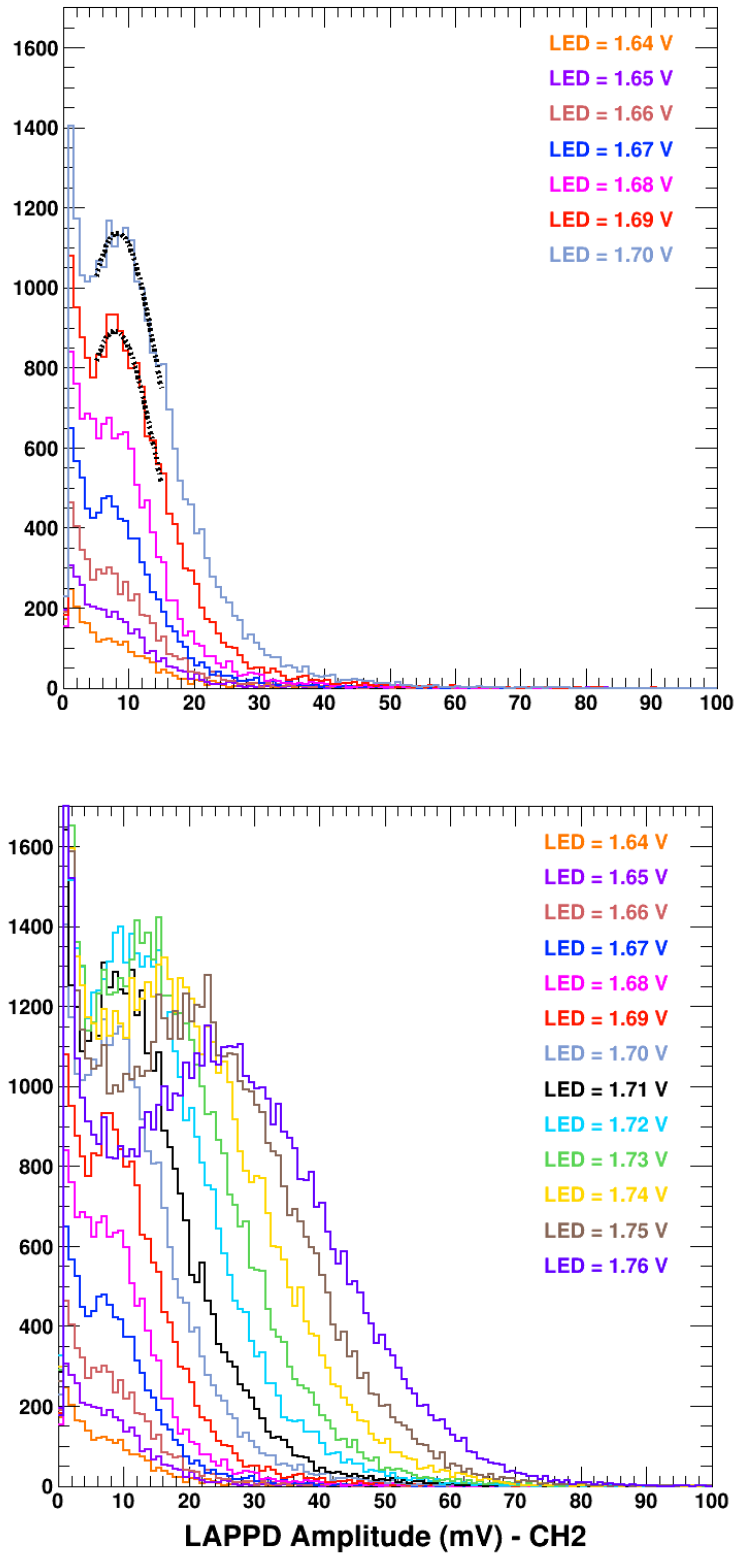 1600
1400
1200
1000
800
600
400
200
0
LED = 1.64 V
LED = 1.65 V
LED = 1.66 V
LED = 1.67 V
LED = 1.68 V
LED = 1.69 V
LED = 1.70 V
0 10 20 30 40 50 60 70 80 90 100
1600
1400
1200
1000
800
600
400
200
0
LED = 1.64 V
LED = 1.65 V
LED = 1.66 V
LED = 1.67 V
LED = 1.68 V
LED = 1.69 V
LED = 1.70 V
LED = 1.71 V
LED = 1.72 V
LED = 1.73 V
LED = 1.74 V
LED = 1.75 V
LED = 1.76 V
0 10 20 30 40 50 60 70 80 90 100
LAPPD Amplitude (mV) - CH2